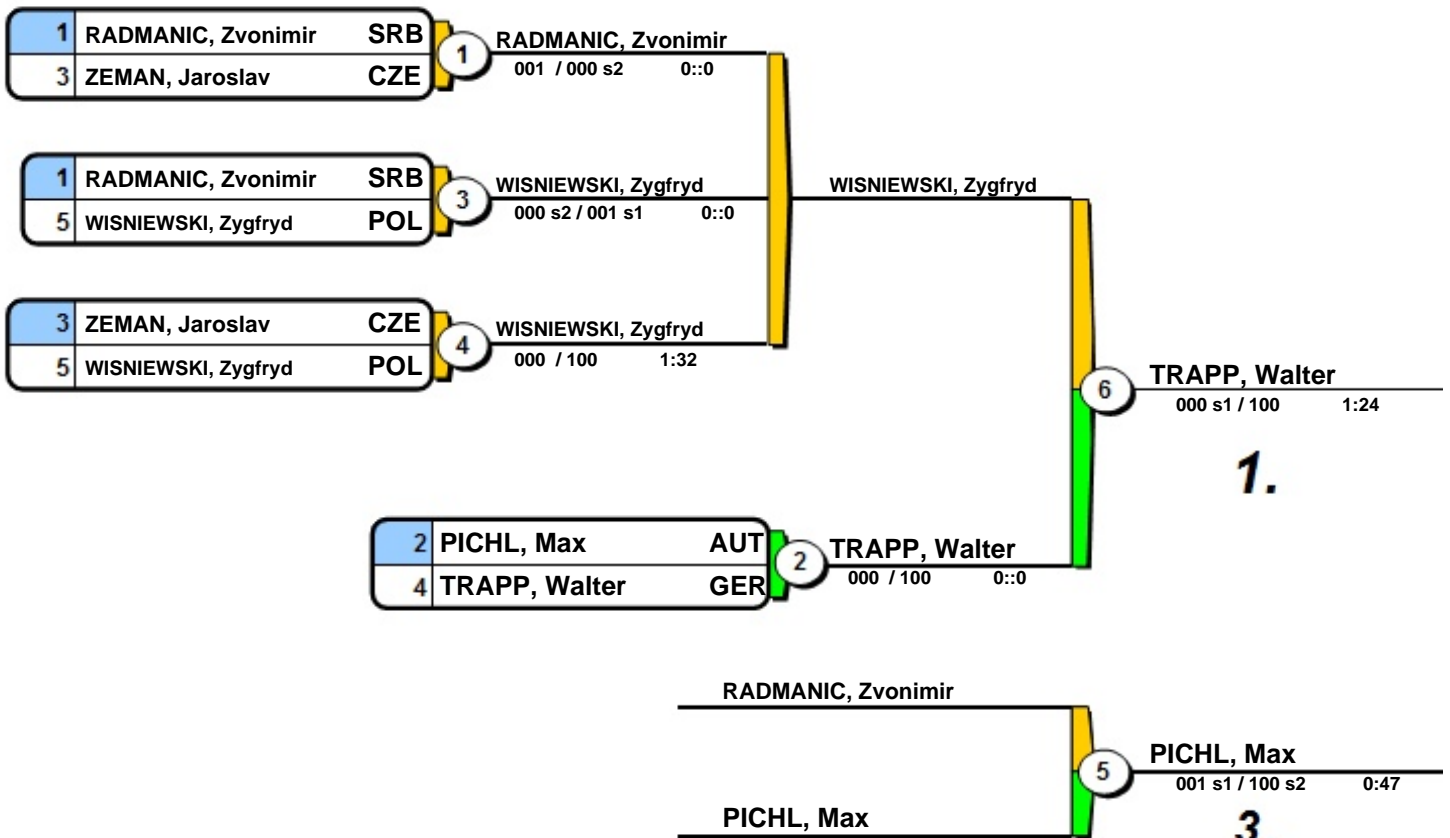 1 RADMANIC, Zvonimir SRB
3 ZEMAN, Jaroslav CZE
1
RADMANIC, Zvonimir
001 / 000 s2 0::0
1 RADMANIC, Zvonimir SRB
5 WISNIEWSKI, Zygfryd POL
3
WISNIEWSKI, Zygfryd
000 s2 / 001 s1 0::0
WISNIEWSKI, Zygfryd
3 ZEMAN, Jaroslav CZE
5 WISNIEWSKI, Zygfryd POL
4
WISNIEWSKI, Zygfryd
000 / 100 1:32
6
TRAPP, Walter
000 s1 / 100 1:24
1.
2 PICHL, Max AUT
4 TRAPP, Walter GER
2
TRAPP, Walter
000 / 100 0::0
RADMANIC, Zvonimir
5
PICHL, Max
001 s1 / 100 s2 0:47
PICHL, Max
3